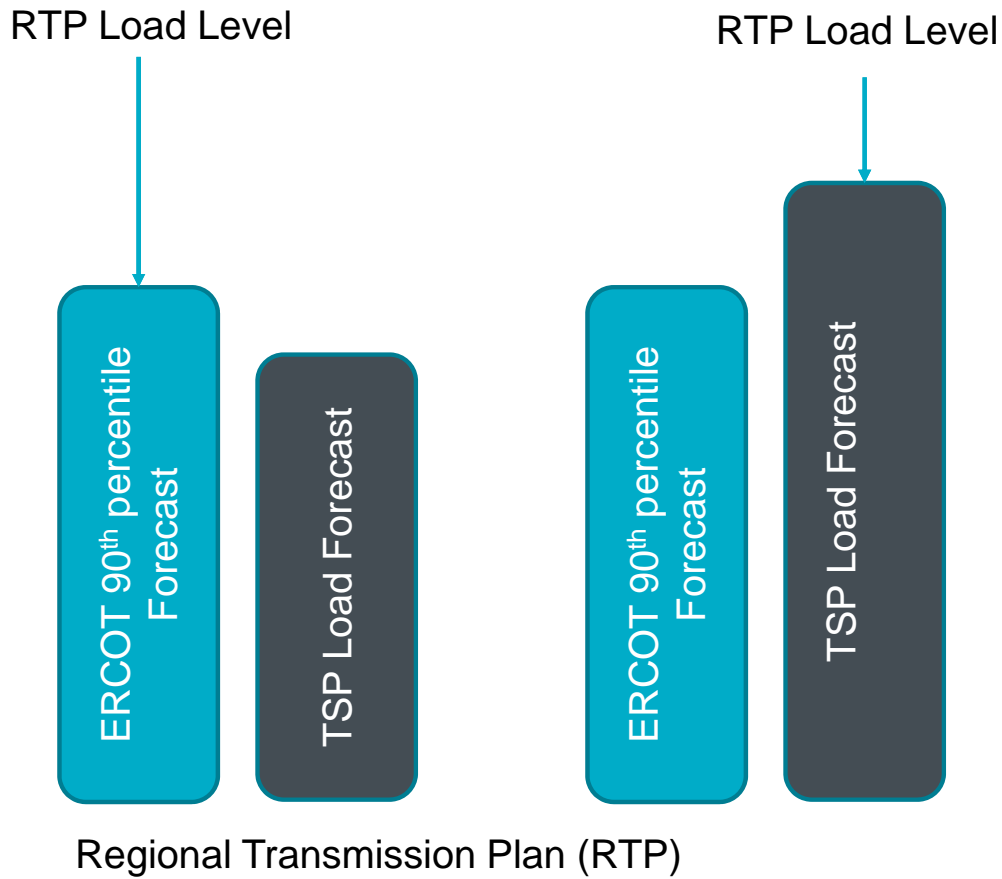 RTP Load Level
RTP Load Level
ERCOT 90th percentile
Forecast
TSP Load Forecast
ERCOT 90th percentile
Forecast
TSP Load Forecast
Regional Transmission Plan (RTP)